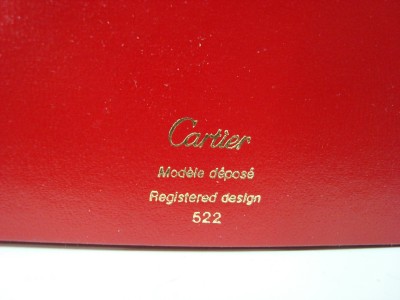 Cartier
Modèle déposé
Registered design
522